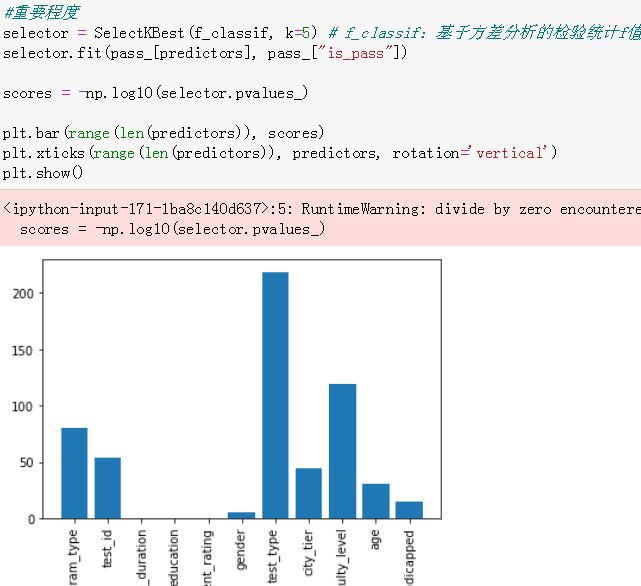 #重要程度
selector = SelectKBest(f_classif, k=5) # f_classif：基于方差分析的检验统计f值
selector.fit(pass_[predictors], pass_["is_pass"])
scores = -np.log10(selector.pvalues_)
plt.bar(range(len(predictors)), scores)
plt.xticks(range(len(predictors)), predictors, rotation='vertical')
plt.show()
<ipython-input-171-1ba8c140d637>:5: RuntimeWarning: divide by zero encountere
scores = -np.log10(selector.pvalues_)
200
150
100
50
0
ram_type
test_id
_duration
education
nt_rating
gender
test_type
city_tier
ulty_level
age
dicapped